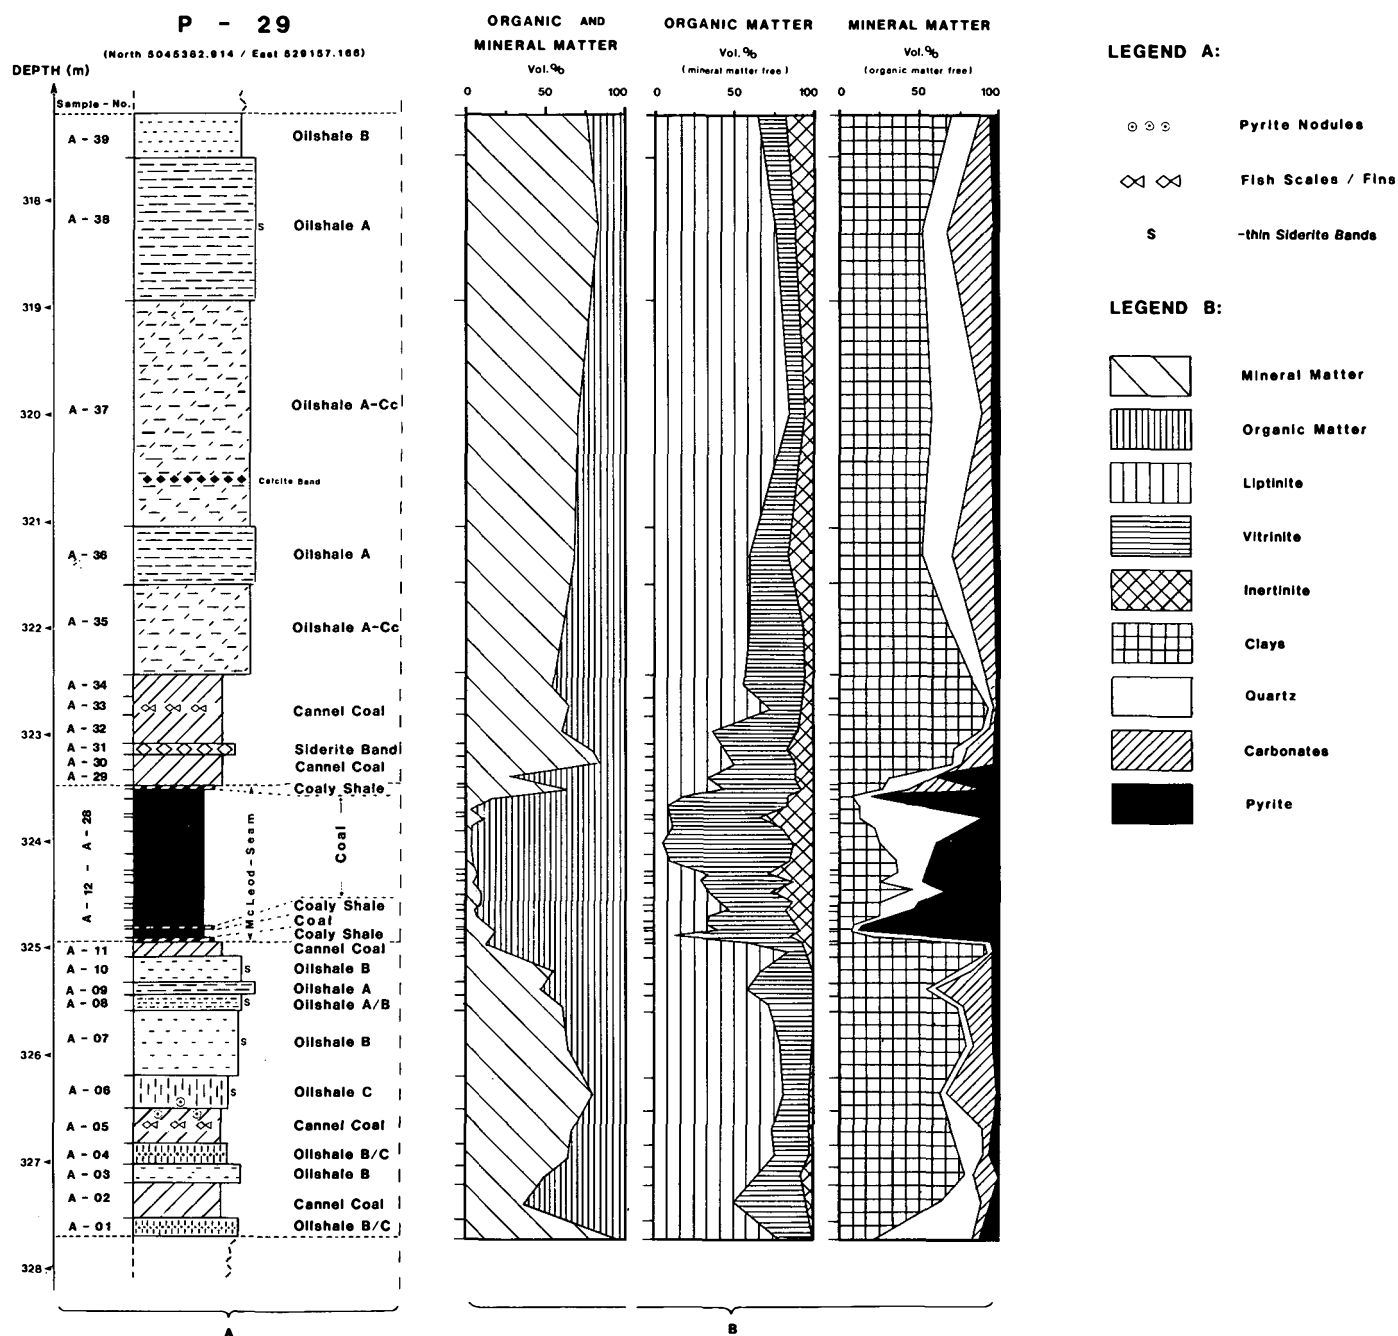 P - 29
(North 5045362.914 / East 529157.166)
DEPTH (m)
Sample - No.
A - 39
Oilshale B
318
A - 38
S
Oilshale A
319
A - 37
Oilshale A-Cc
320
Calcite Band
321
A - 36
Oilshale A
A - 35
Oilshale A-Cc
322
A - 34
A - 33
Cannel Coal
A - 32
323
A - 31
Siderite Band
A - 30
Cannel Coal
A - 29
Coaly Shale
A - 12 - A - 28
McLeod - Seam
Coal
324
Coaly Shale
Coal
Coaly Shale
325
A - 11
Cannel Coal
A - 10
S
Oilshale B
A - 09
Oilshale A
A - 08
S
Oilshale A/B
A - 07
S
Oilshale B
326
A - 06
S
Oilshale C
A - 05
Cannel Coal
A - 04
Oilshale B/C
327
A - 03
Oilshale B
A - 02
Cannel Coal
A - 01
Oilshale B/C
328
A
ORGANIC AND
MINERAL MATTER
Vol.%
0 50 100
ORGANIC MATTER
Vol.%
(mineral matter free)
0 50 100
MINERAL MATTER
Vol.%
(organic matter free)
0 50 100
B
LEGEND A:
Pyrite Nodules
Fish Scales / Fins
S
-thin Siderite Bands
LEGEND B:
Mineral Matter
Organic Matter
Liptinite
Vitrinite
Inertinite
Clays
Quartz
Carbonates
Pyrite